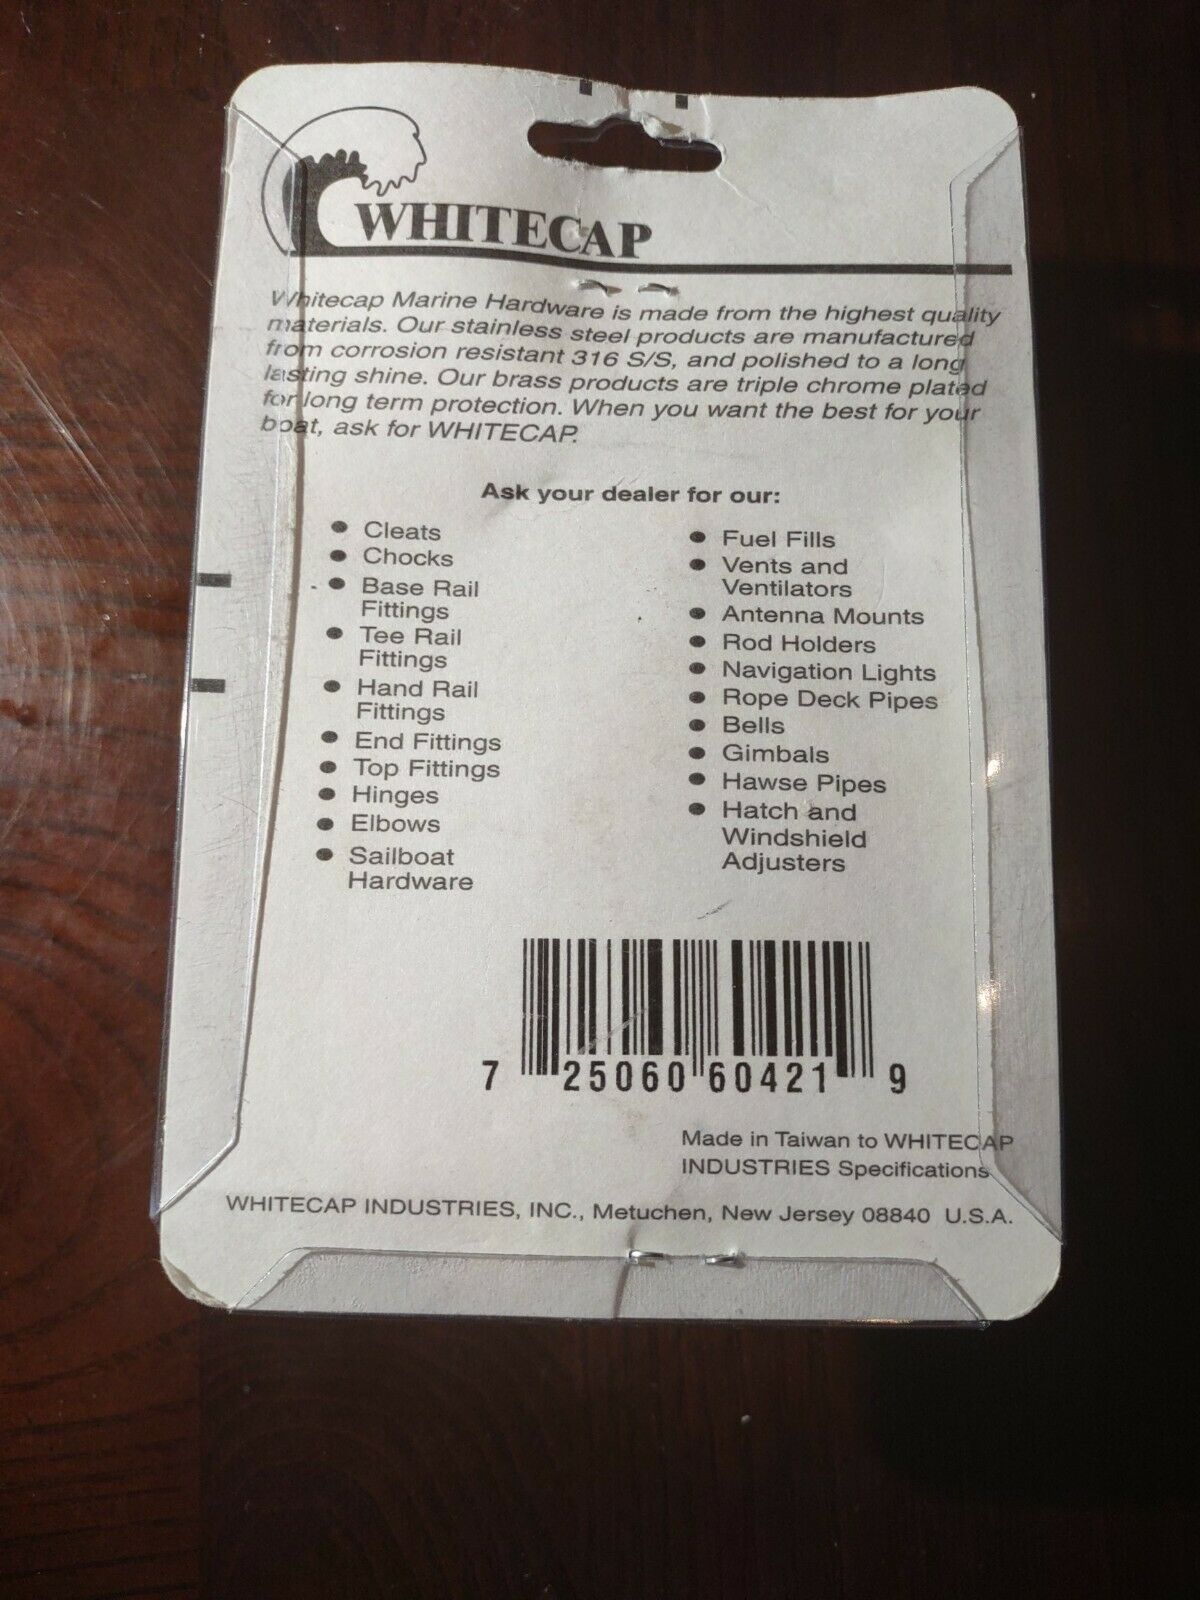 WHITECAP
Whitecap Marine Hardware is made from the highest quality
materials. Our stainless steel products are manufactured
from corrosion resistant 316 S/S, and polished to a long
lasting shine. Our brass products are triple chrome plated
for long term protection. When you want the best for your
boat, ask for WHITECAP.
Ask your dealer for our:
● Cleats
● Chocks
● Base Rail
Fittings
● Tee Rail
Fittings
● Hand Rail
Fittings
● End Fittings
● Top Fittings
● Hinges
● Elbows
● Sailboat
Hardware
● Fuel Fills
● Vents and
Ventilators
● Antenna Mounts
● Rod Holders
● Navigation Lights
● Rope Deck Pipes
● Bells
● Gimbals
● Hawse Pipes
● Hatch and
Windshield
Adjusters
7 25060 60421 9
Made in Taiwan to WHITECAP
INDUSTRIES Specifications
WHITECAP INDUSTRIES, INC., Metuchen, New Jersey 08840 U.S.A.